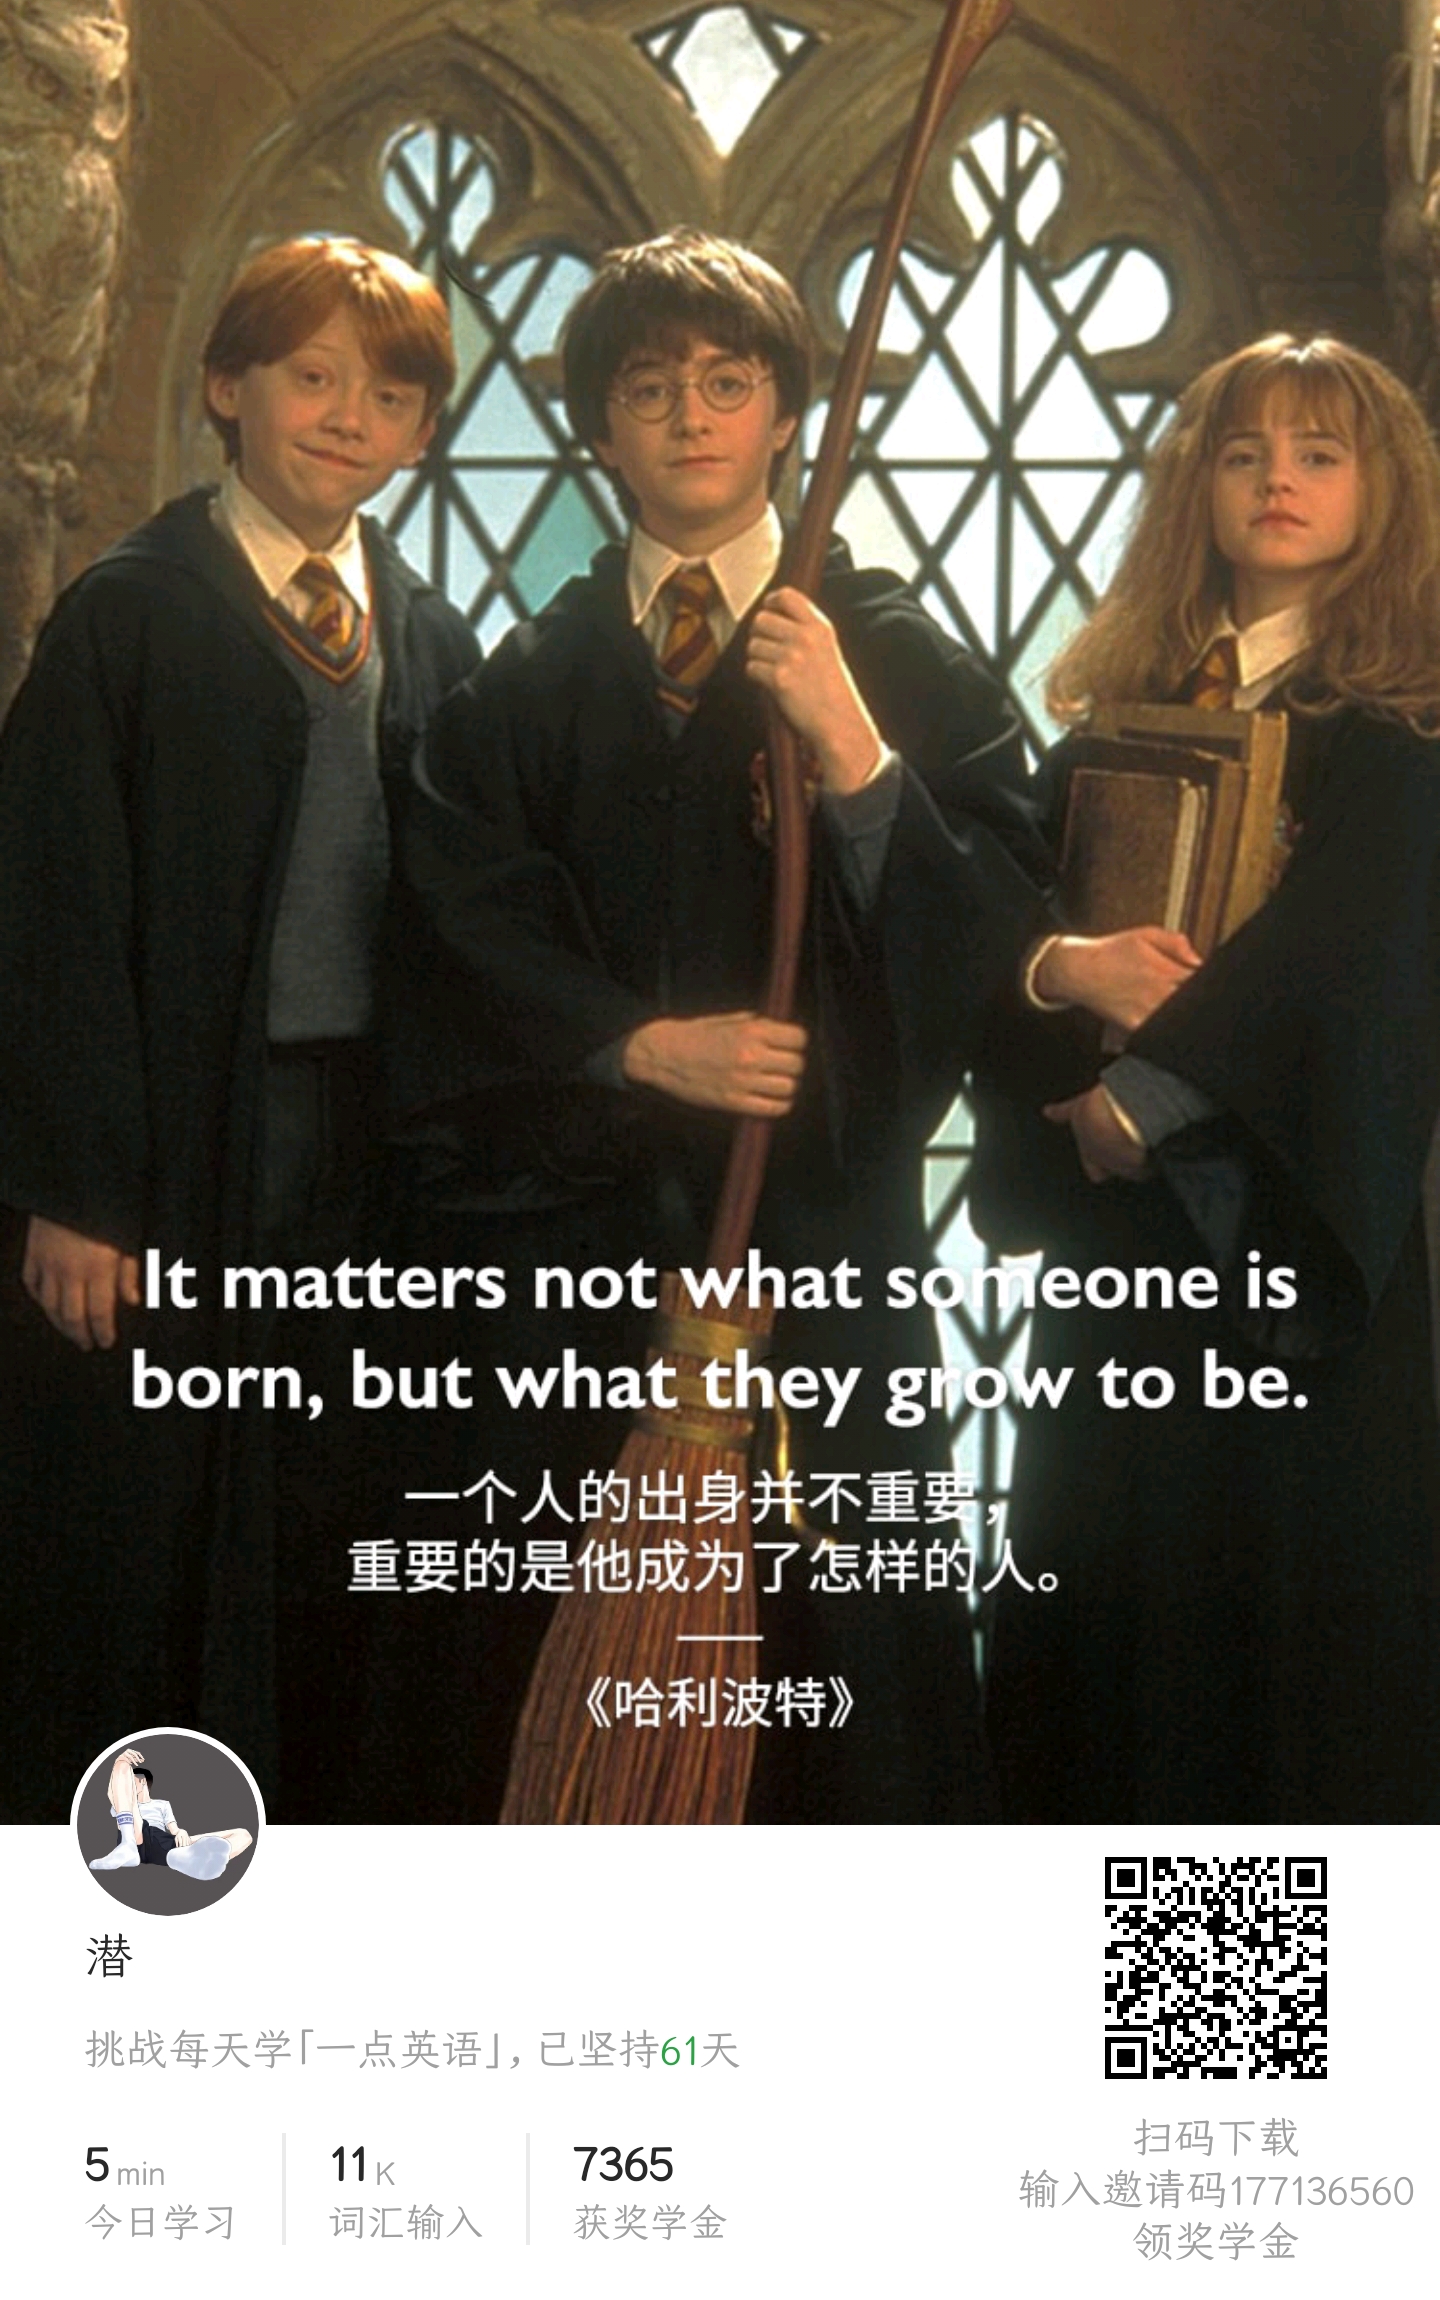 It matters not what someone is
born, but what they grow to be.
一个人的出身并不重要，
重要的是他成为了怎样的人。
《哈利波特》
潜
挑战每天学「一点英语」，已坚持61天
5 min
今日学习
11 K
词汇输入
7365
获奖学金
扫码下载
输入邀请码177136560
领奖学金